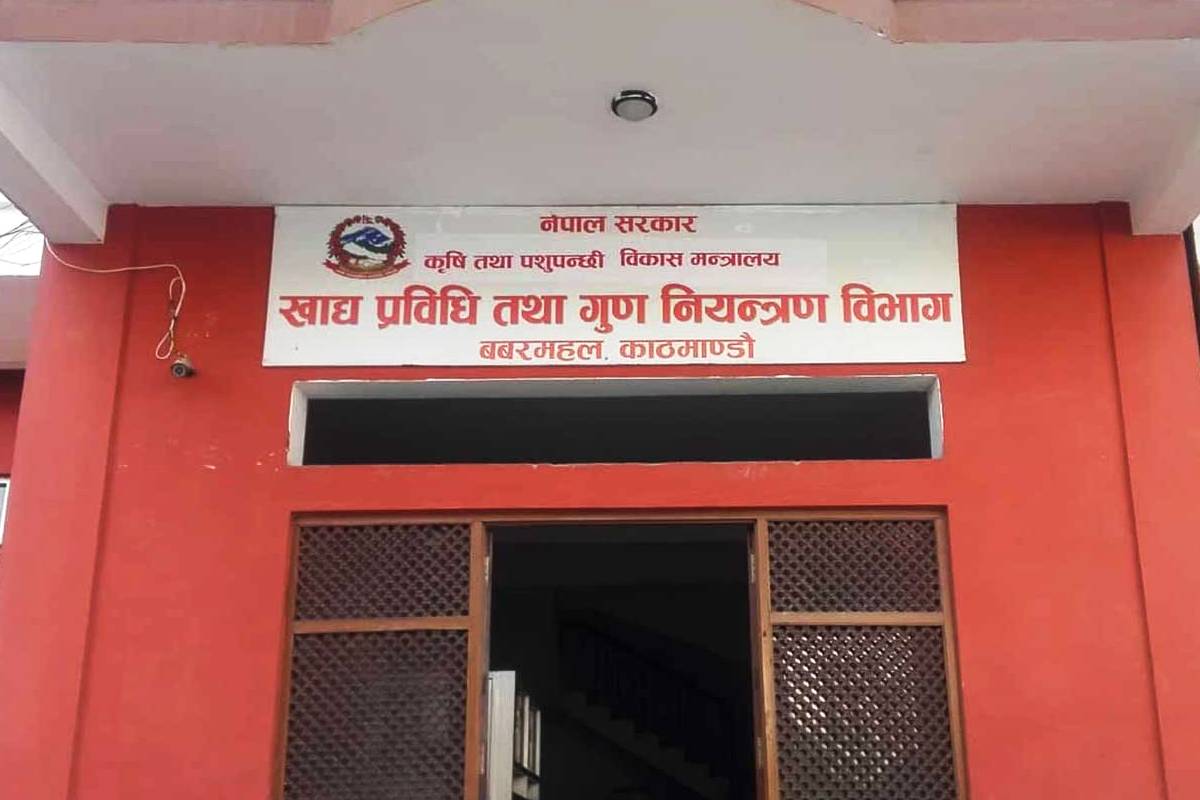 नेपाल सरकार
कृषि तथा पशुपन्छी विकास मन्त्रालय
खाद्य प्रविधि तथा गुण नियन्त्रण विभाग
बबरमहल, काठमाण्डौ